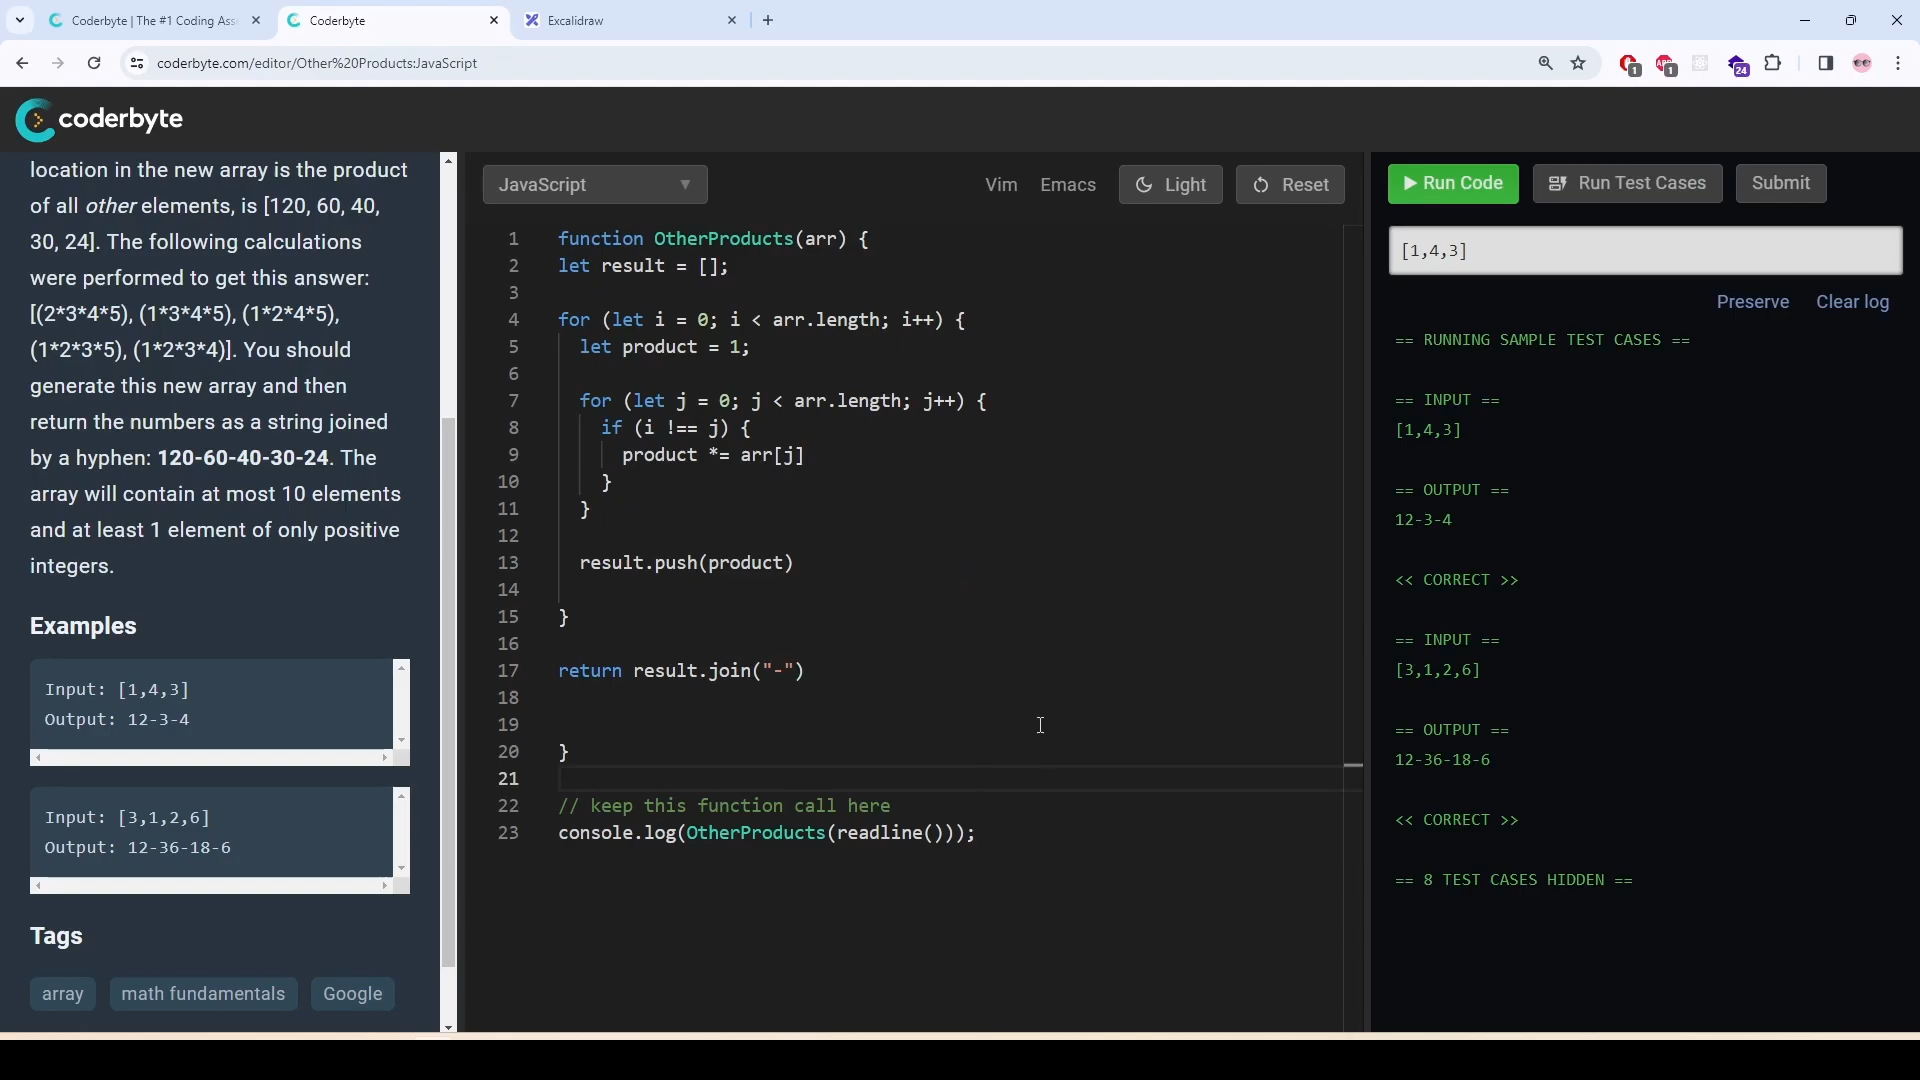 Coderbyte | The #1 Coding Ass
Coderbyte
Excalidraw
coderbyte.com/editor/Other%20Products:JavaScript
1
1
24
coderbyte
location in the new array is the product
of all other elements, is [120, 60, 40,
30, 24]. The following calculations
were performed to get this answer:
[(2*3*4*5), (1*3*4*5), (1*2*4*5),
(1*2*3*5), (1*2*3*4)]. You should
generate this new array and then
return the numbers as a string joined
by a hyphen: 120-60-40-30-24. The
array will contain at most 10 elements
and at least 1 element of only positive
integers.
Examples
Input: [1,4,3]
Output: 12-3-4
Input: [3,1,2,6]
Output: 12-36-18-6
Tags
array
math fundamentals
Google
JavaScript
Vim
Emacs
Light
Reset
1 function OtherProducts(arr) {
2 let result = [];
3
4 for (let i = 0; i < arr.length; i++) {
5 let product = 1;
6
7 for (let j = 0; j < arr.length; j++) {
8 if (i !== j) {
9 product *= arr[j]
10 }
11 }
12
13 result.push(product)
14
15 }
16
17 return result.join("-")
18
19
20 }
21
22 // keep this function call here
23 console.log(OtherProducts(readline()));
Run Code
Run Test Cases
Submit
[1,4,3]
Preserve
Clear log
== RUNNING SAMPLE TEST CASES ==
== INPUT ==
[1,4,3]
== OUTPUT ==
12-3-4
<< CORRECT >>
== INPUT ==
[3,1,2,6]
== OUTPUT ==
12-36-18-6
<< CORRECT >>
== 8 TEST CASES HIDDEN ==